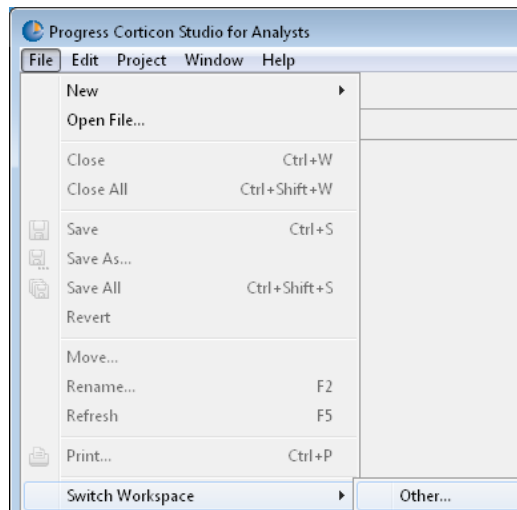 Progress Corticon Studio for Analysts
File Edit Project Window Help
New
Open File...
Close Ctrl+W
Close All Ctrl+Shift+W
Save Ctrl+S
Save As...
Save All Ctrl+Shift+S
Revert
Move...
Rename... F2
Refresh F5
Print... Ctrl+P
Switch Workspace Other...